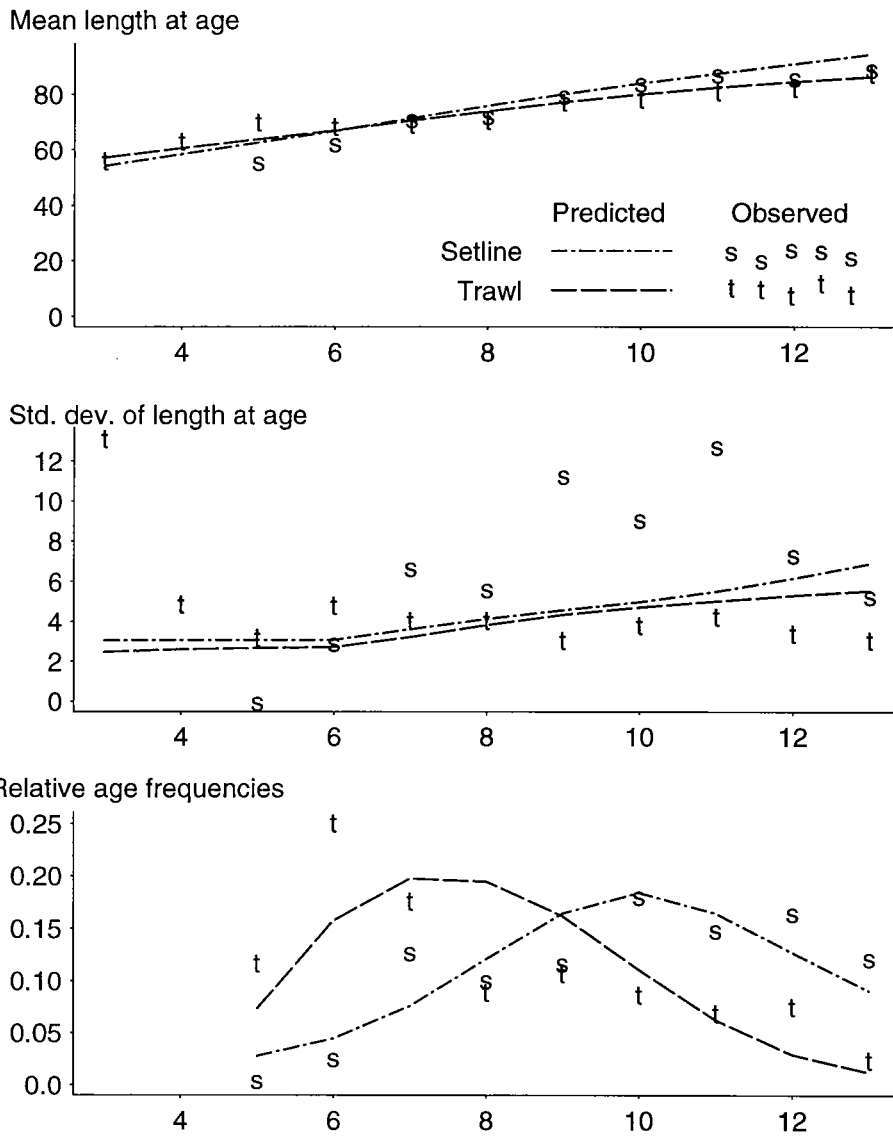 Mean length at age
80
60
40
20
0
Predicted Observed
Setline s s s s s
Trawl t t t t t
t t t t t t t t t t t
s s s s s s s s s
4 6 8 10 12
Std. dev. of length at age
12
10
8
6
4
2
0
t t t t t t t t t t t
s s s s s s s s s
4 6 8 10 12
Relative age frequencies
0.25
0.20
0.15
0.10
0.05
0.0
t t t t t t t t t
s s s s s s s s s
4 6 8 10 12